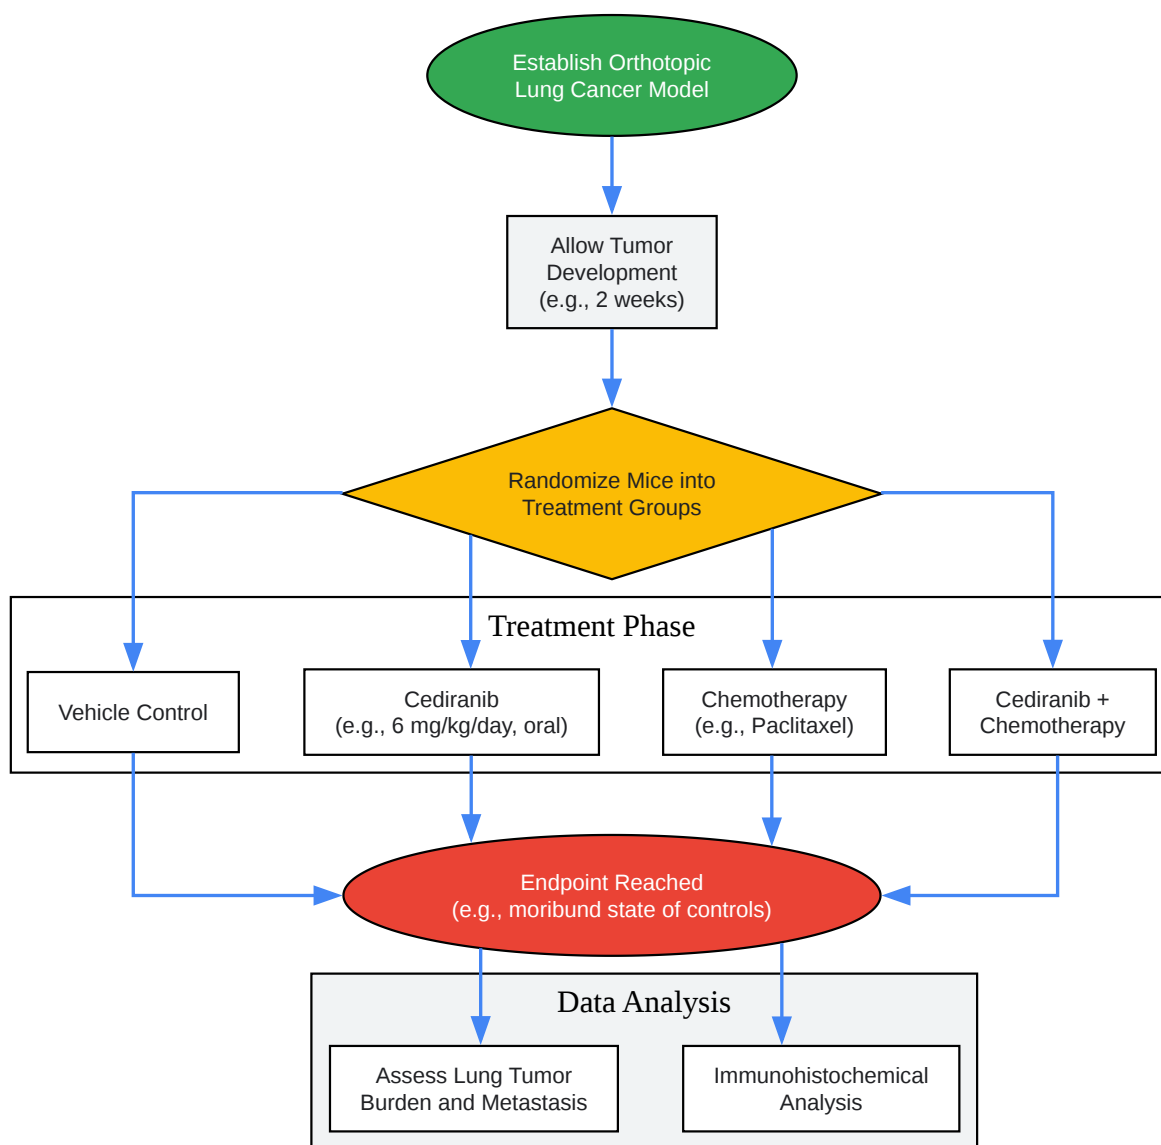 Establish Orthotopic
Lung Cancer Model
Allow Tumor
Development
(e.g., 2 weeks)
Randomize Mice into
Treatment Groups
Treatment Phase
Vehicle Control
Cediranib
(e.g., 6 mg/kg/day, oral)
Chemotherapy
(e.g., Paclitaxel)
Cediranib +
Chemotherapy
Endpoint Reached
(e.g., moribund state of controls)
Data Analysis
Assess Lung Tumor
Burden and Metastasis
Immunohistochemical
Analysis